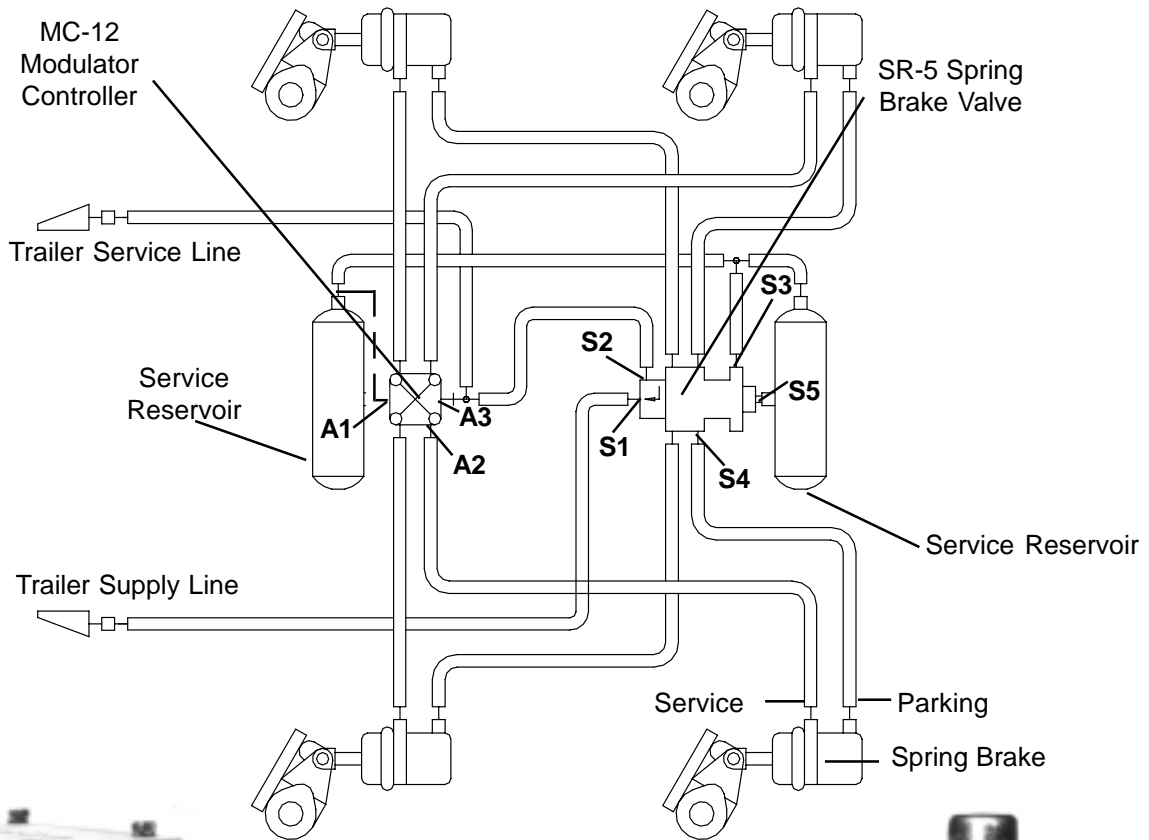 MC-12
Modulator
Controller
SR-5 Spring
Brake Valve
Trailer Service Line
S3
S2
Service
Reservoir
S5
A1
A3
S1
A2
S4
Service Reservoir
Trailer Supply Line
Service
Parking
Spring Brake